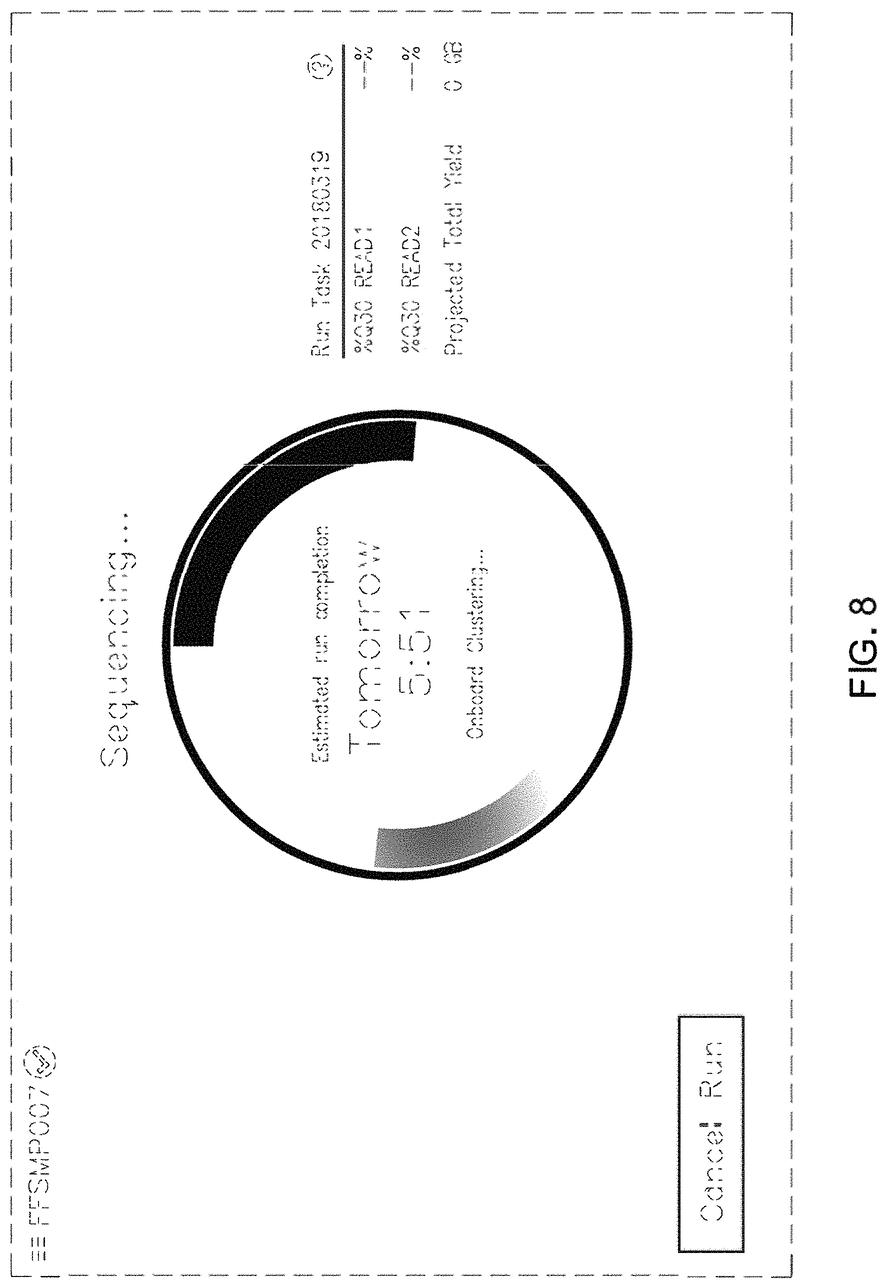 FFSMP007
Sequencing...
Estimated run completion
Tomorrow
5:51
Onboard Clustering...
Run Task 20180319 (?)
%Q30 READ1 --%
%Q30 READ2 --%
Projected Total Yield 0 GB
Cancel Run
FIG. 8